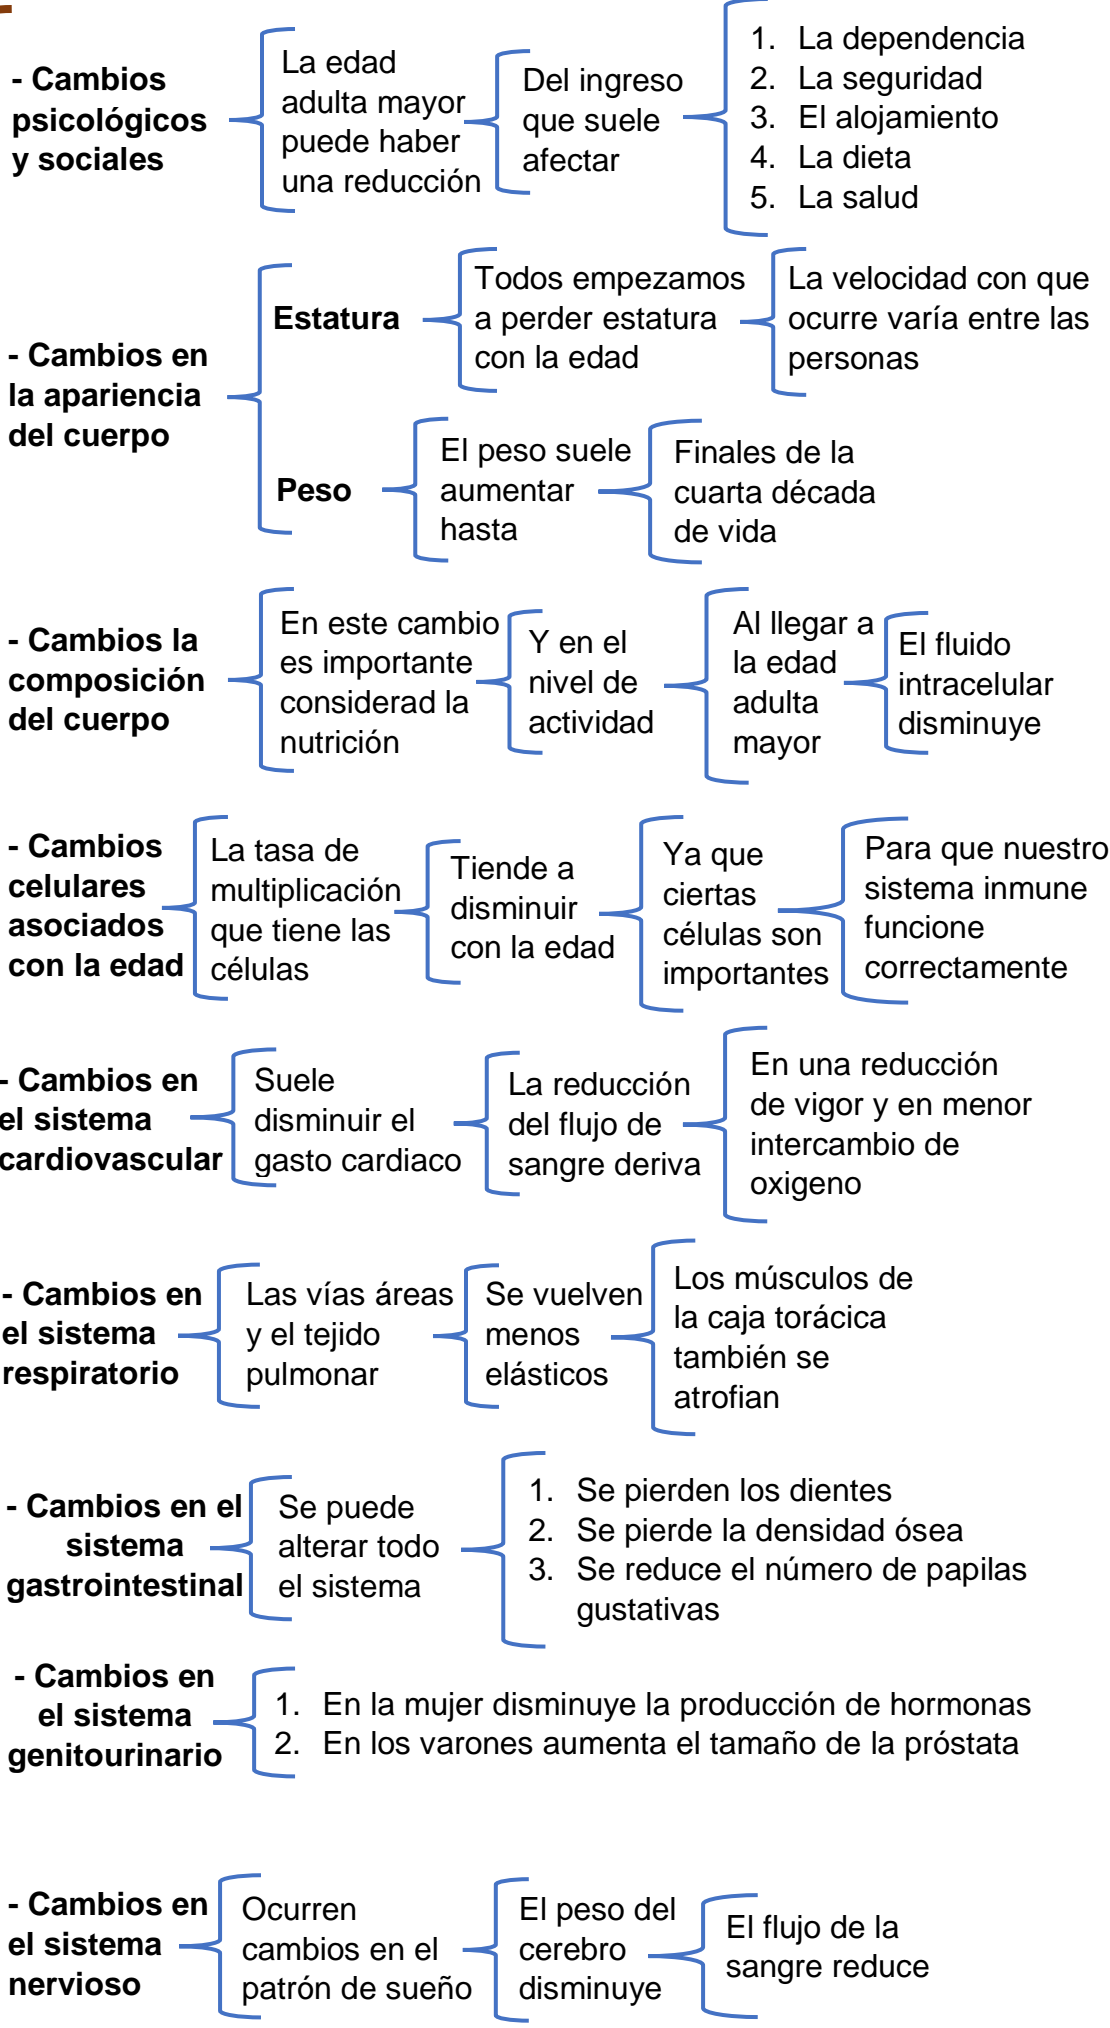 - Cambios
psicológicos
y sociales
La edad
adulta mayor
puede haber
una reducción
Del ingreso
que suele
afectar
1. La dependencia
2. La seguridad
3. El alojamiento
4. La dieta
5. La salud
- Cambios en
la apariencia
del cuerpo
Estatura
Todos empezamos
a perder estatura
con la edad
La velocidad con que
ocurre varía entre las
personas
Peso
El peso suele
aumentar
hasta
Finales de la
cuarta década
de vida
- Cambios la
composición
del cuerpo
En este cambio
es importante
considerad la
nutrición
Y en el
nivel de
actividad
Al llegar a
la edad
adulta
mayor
El fluido
intracelular
disminuye
- Cambios
celulares
asociados
con la edad
La tasa de
multiplicación
que tiene las
células
Tiende a
disminuir
con la edad
Ya que
ciertas
células son
importantes
Para que nuestro
sistema inmune
funcione
correctamente
- Cambios en
el sistema
cardiovascular
Suele
disminuir el
gasto cardiaco
La reducción
del flujo de
sangre deriva
En una reducción
de vigor y en menor
intercambio de
oxigeno
- Cambios en
el sistema
respiratorio
Las vías áreas
y el tejido
pulmonar
Se vuelven
menos
elásticos
Los músculos de
la caja torácica
también se
atrofian
- Cambios en el
sistema
gastrointestinal
Se puede
alterar todo
el sistema
1. Se pierden los dientes
2. Se pierde la densidad ósea
3. Se reduce el número de papilas
gustativas
- Cambios en
el sistema
genitourinario
1. En la mujer disminuye la producción de hormonas
2. En los varones aumenta el tamaño de la próstata
- Cambios en
el sistema
nervioso
Ocurren
cambios en el
patrón de sueño
El peso del
cerebro
disminuye
El flujo de la
sangre reduce